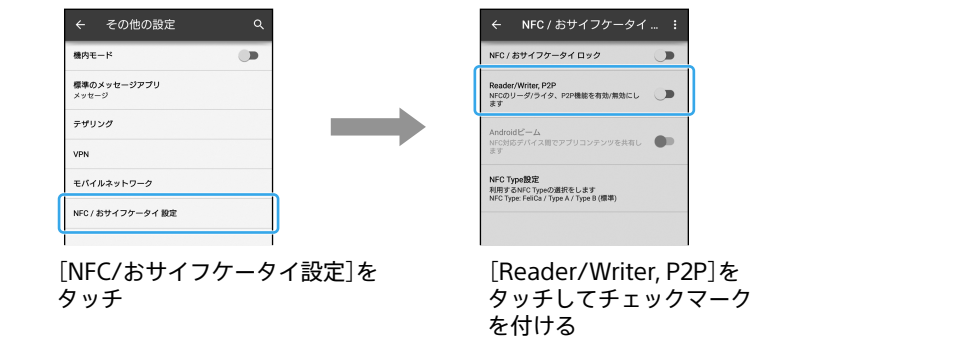 ← その他の設定
機内モード
標準のメッセージアプリ
メッセージ
テザリング
VPN
モバイルネットワーク
NFC / おサイフケータイ 設定
[NFC/おサイフケータイ設定]を
タッチ
← NFC / おサイフケータイ ...
NFC / おサイフケータイ ロック
Reader/Writer, P2P
NFCのリーダ/ライタ、P2P機能を有効/無効にし
ます
Androidビーム
NFC対応デバイス間でアプリコンテンツを共有し
ます
NFC Type設定
利用するNFC Typeの選択をします
NFC Type: FeliCa / Type A / Type B (標準)
[Reader/Writer, P2P]を
タッチしてチェックマーク
を付ける